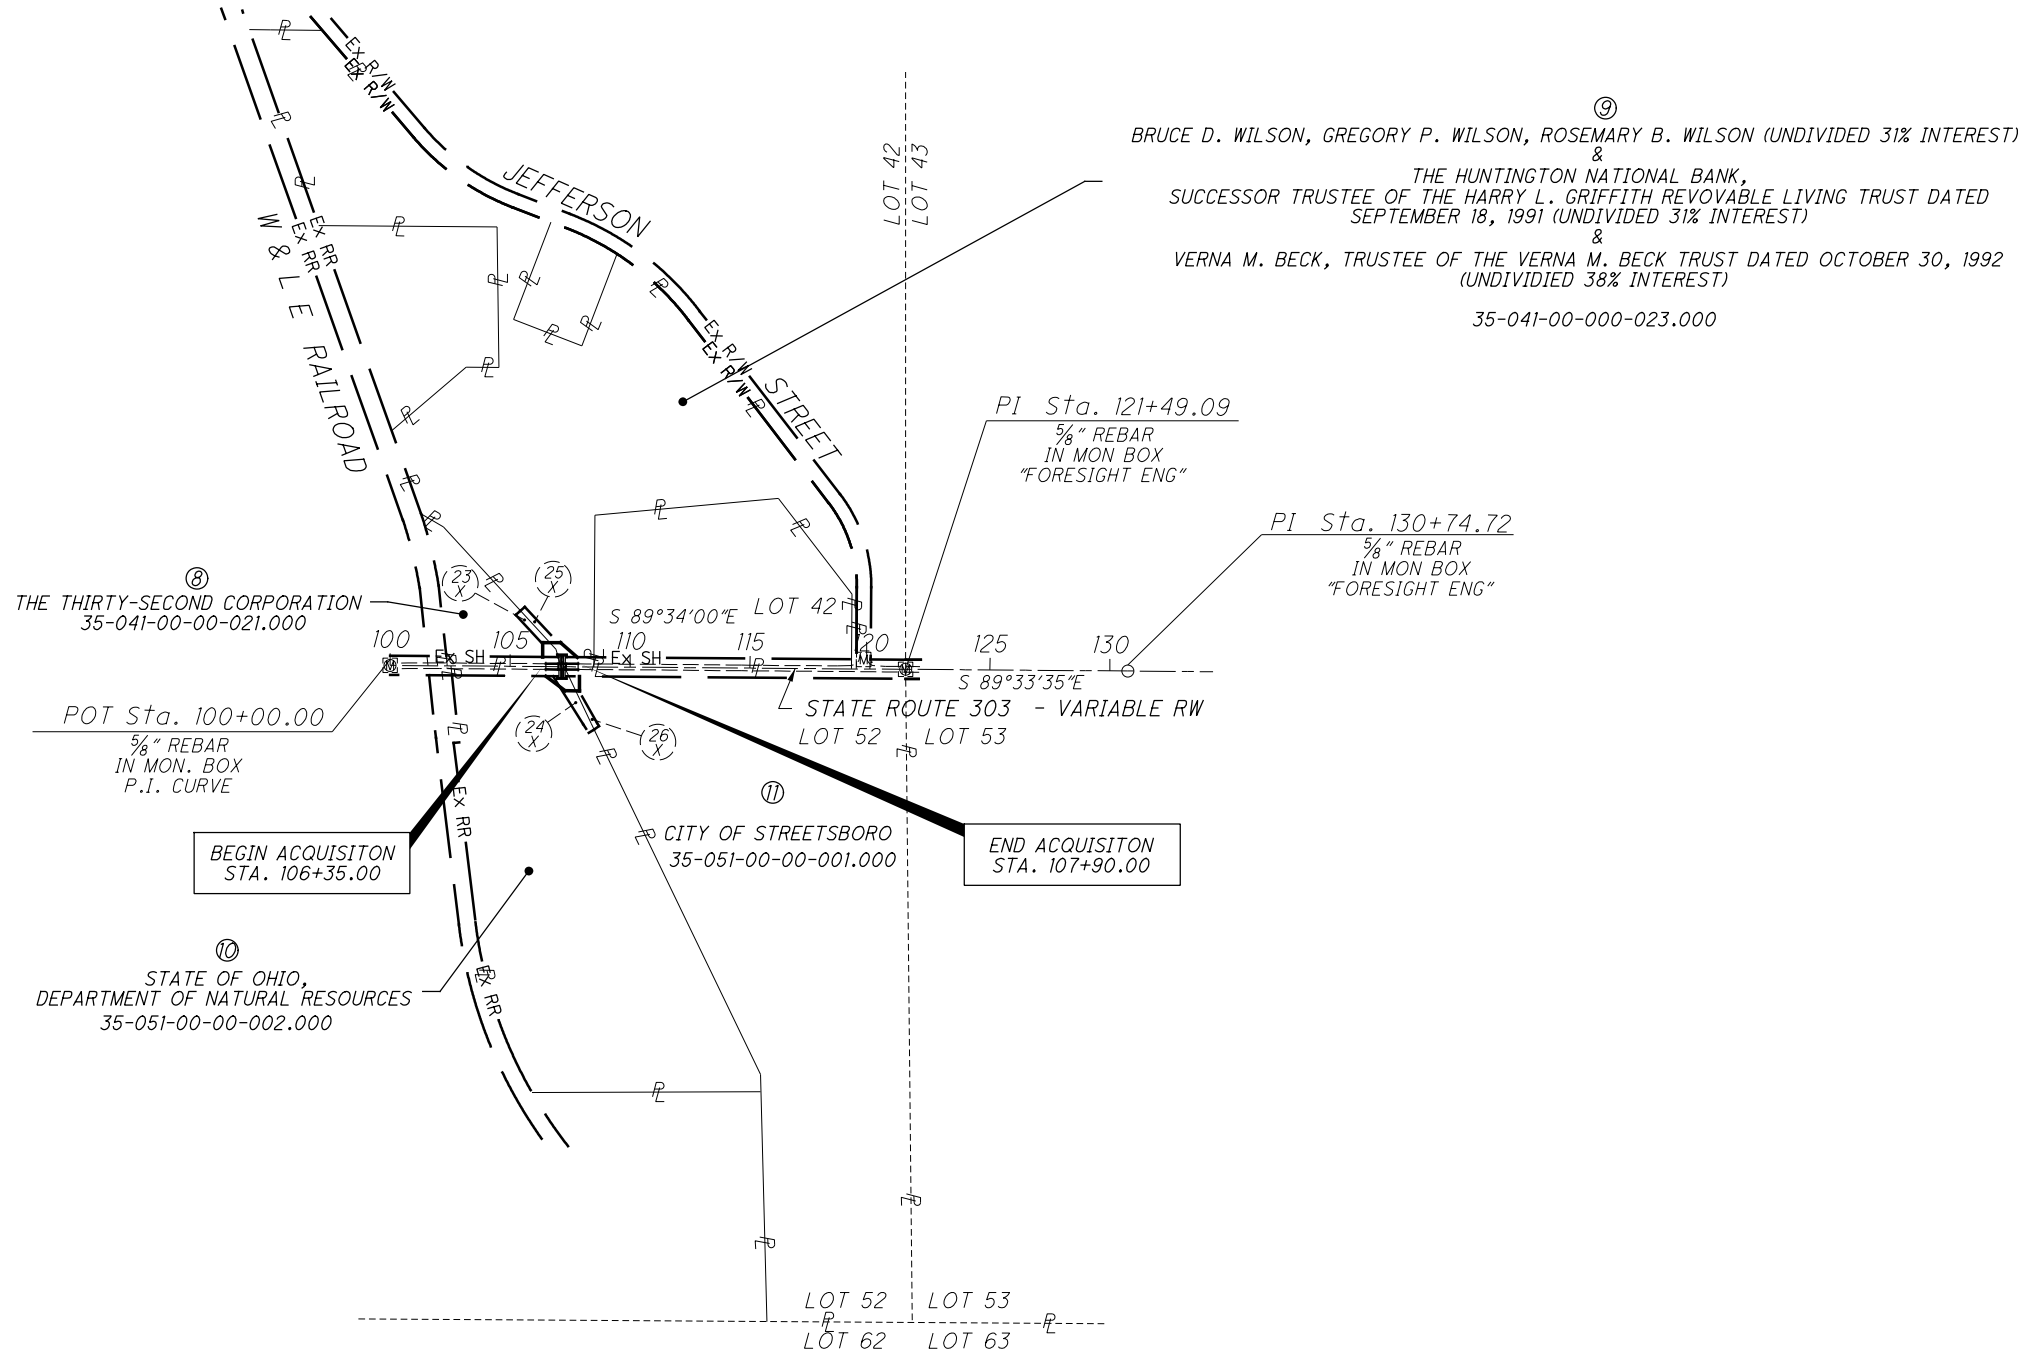 JEFFERSON
STREET
Ex R/W
Ex R/W
Ex R/W
Ex R/W
W & L E RAILROAD
Ex RR
Ex RR
LOT 42
LOT 43
9
BRUCE D. WILSON, GREGORY P. WILSON, ROSEMARY B. WILSON (UNDIVIDED 31% INTEREST)
&
THE HUNTINGTON NATIONAL BANK,
SUCCESSOR TRUSTEE OF THE HARRY L. GRIFFITH REVOVABLE LIVING TRUST DATED
SEPTEMBER 18, 1991 (UNDIVIDED 31% INTEREST)
&
VERNA M. BECK, TRUSTEE OF THE VERNA M. BECK TRUST DATED OCTOBER 30, 1992
(UNDIVIDIED 38% INTEREST)
35-041-00-000-023.000
PI Sta. 121+49.09
5/8" REBAR
IN MON BOX
"FORESIGHT ENG"
PI Sta. 130+74.72
5/8" REBAR
IN MON BOX
"FORESIGHT ENG"
8
THE THIRTY-SECOND CORPORATION
35-041-00-00-021.000
23
X
25
X
S 89°34'00"E
LOT 42
100
105
110
115
120
125
130
Ex SH
Ex SH
M
M
M
S 89°33'35"E
STATE ROUTE 303 - VARIABLE RW
LOT 52
LOT 53
POT Sta. 100+00.00
5/8" REBAR
IN MON. BOX
P.I. CURVE
24
X
26
X
BEGIN ACQUISITON
STA. 106+35.00
11
CITY OF STREETSBORO
35-051-00-00-001.000
END ACQUISITON
STA. 107+90.00
Ex RR
Ex RR
10
STATE OF OHIO,
DEPARTMENT OF NATURAL RESOURCES
35-051-00-00-002.000
LOT 52
LOT 53
LOT 62
LOT 63